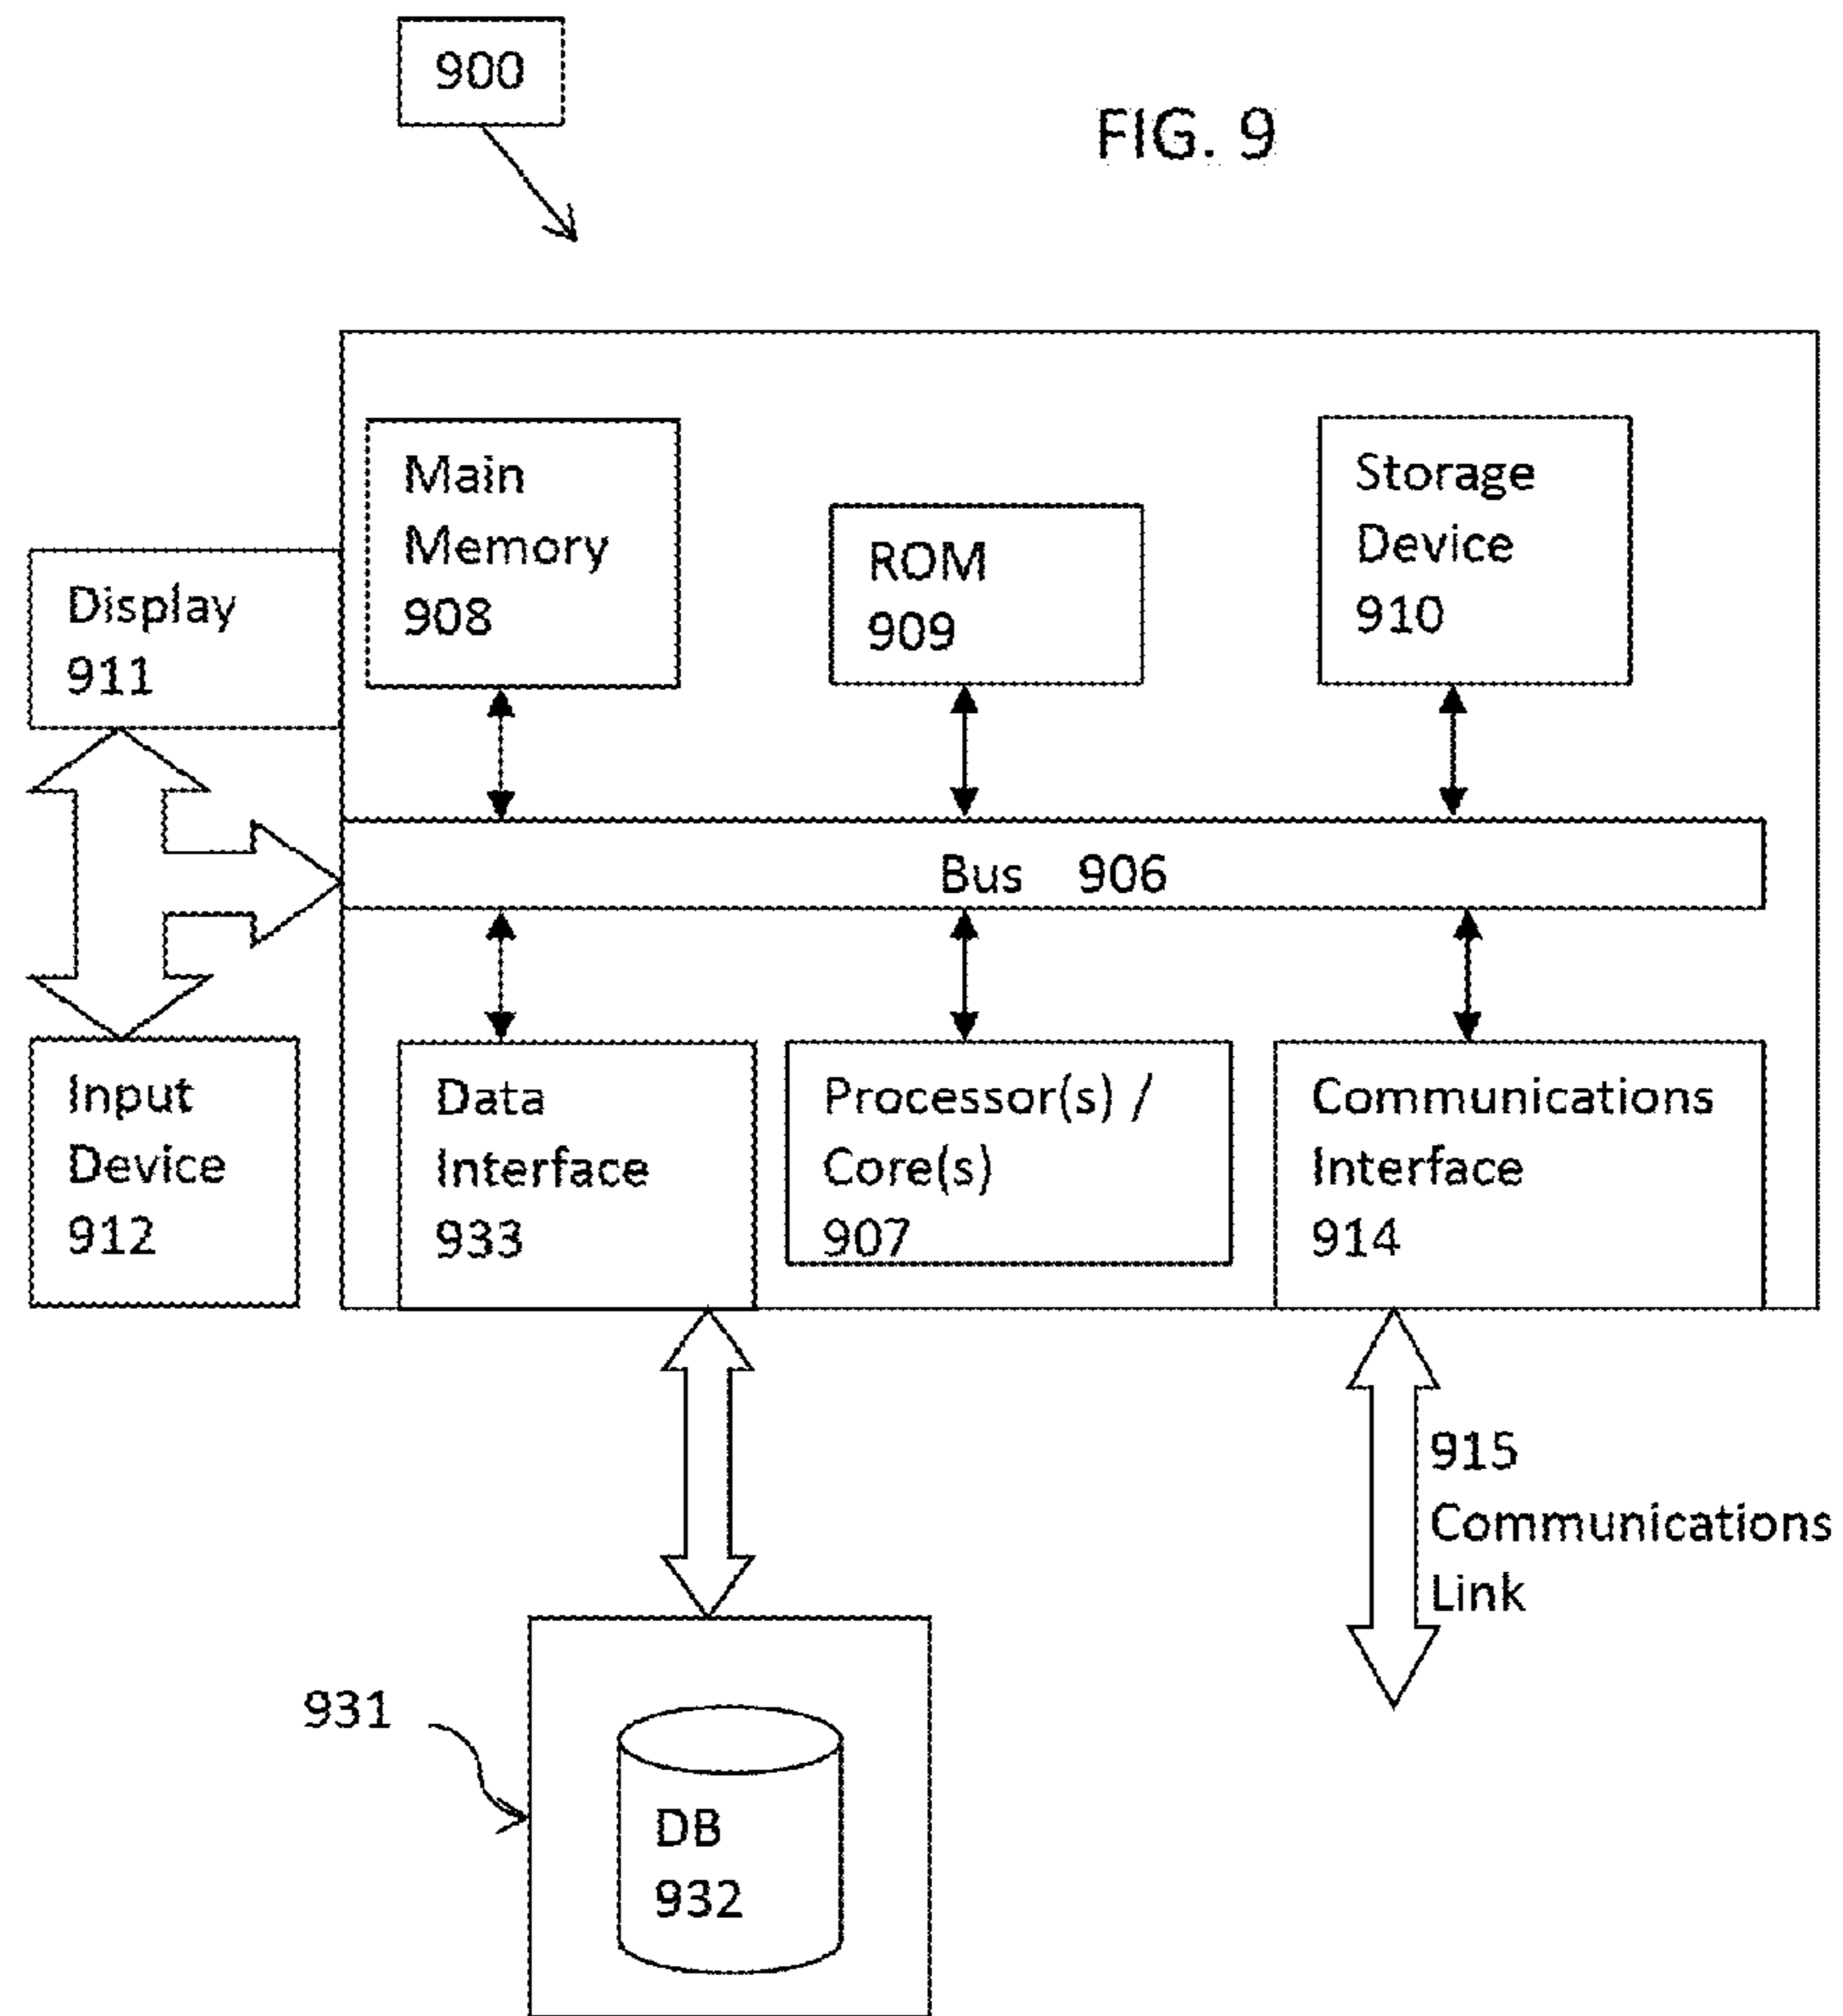 900
FIG. 9
Main
Memory
908
ROM
909
Storage
Device
910
Display
911
Bus 906
Input
Device
912
Data
Interface
933
Processor(s) /
Core(s)
907
Communications
Interface
914
915
Communications
Link
931
DB
932